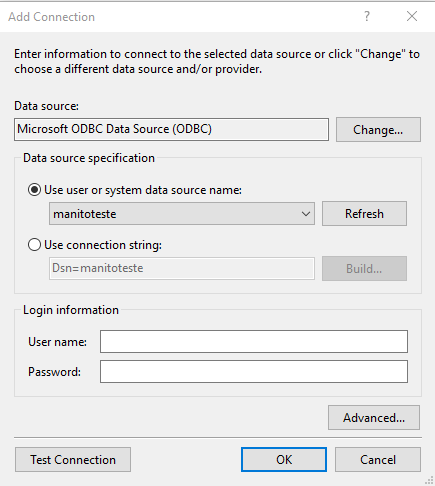 Add Connection
?
Enter information to connect to the selected data source or click "Change" to
choose a different data source and/or provider.
Data source:
Microsoft ODBC Data Source (ODBC)
Change...
Data source specification
Use user or system data source name:
manitoteste
Refresh
Use connection string:
Dsn=manitoteste
Build...
Login information
User name:
Password:
Advanced...
Test Connection
OK
Cancel